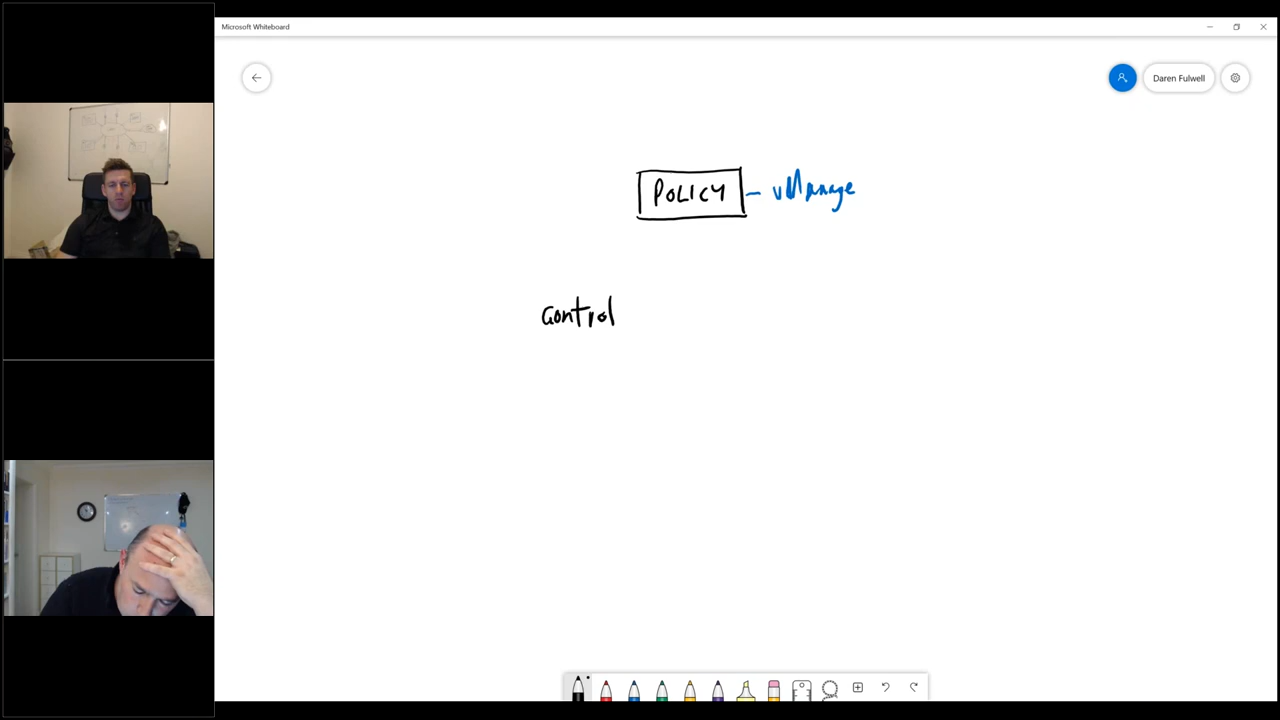 Microsoft Whiteboard
Daren Fulwell
POLICY - vManage
control